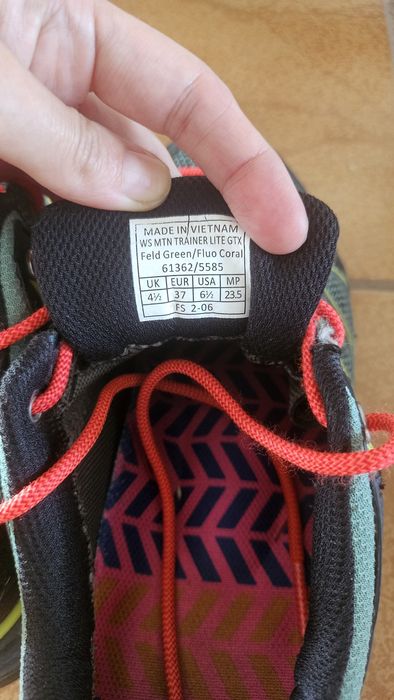 MADE IN VIETNAM
WS MTN TRAINER LITE GTX
Feld Green/Fluo Coral
61362/5585
UK EUR USA MP
4½ 37 6½ 23.5
FS 2-06